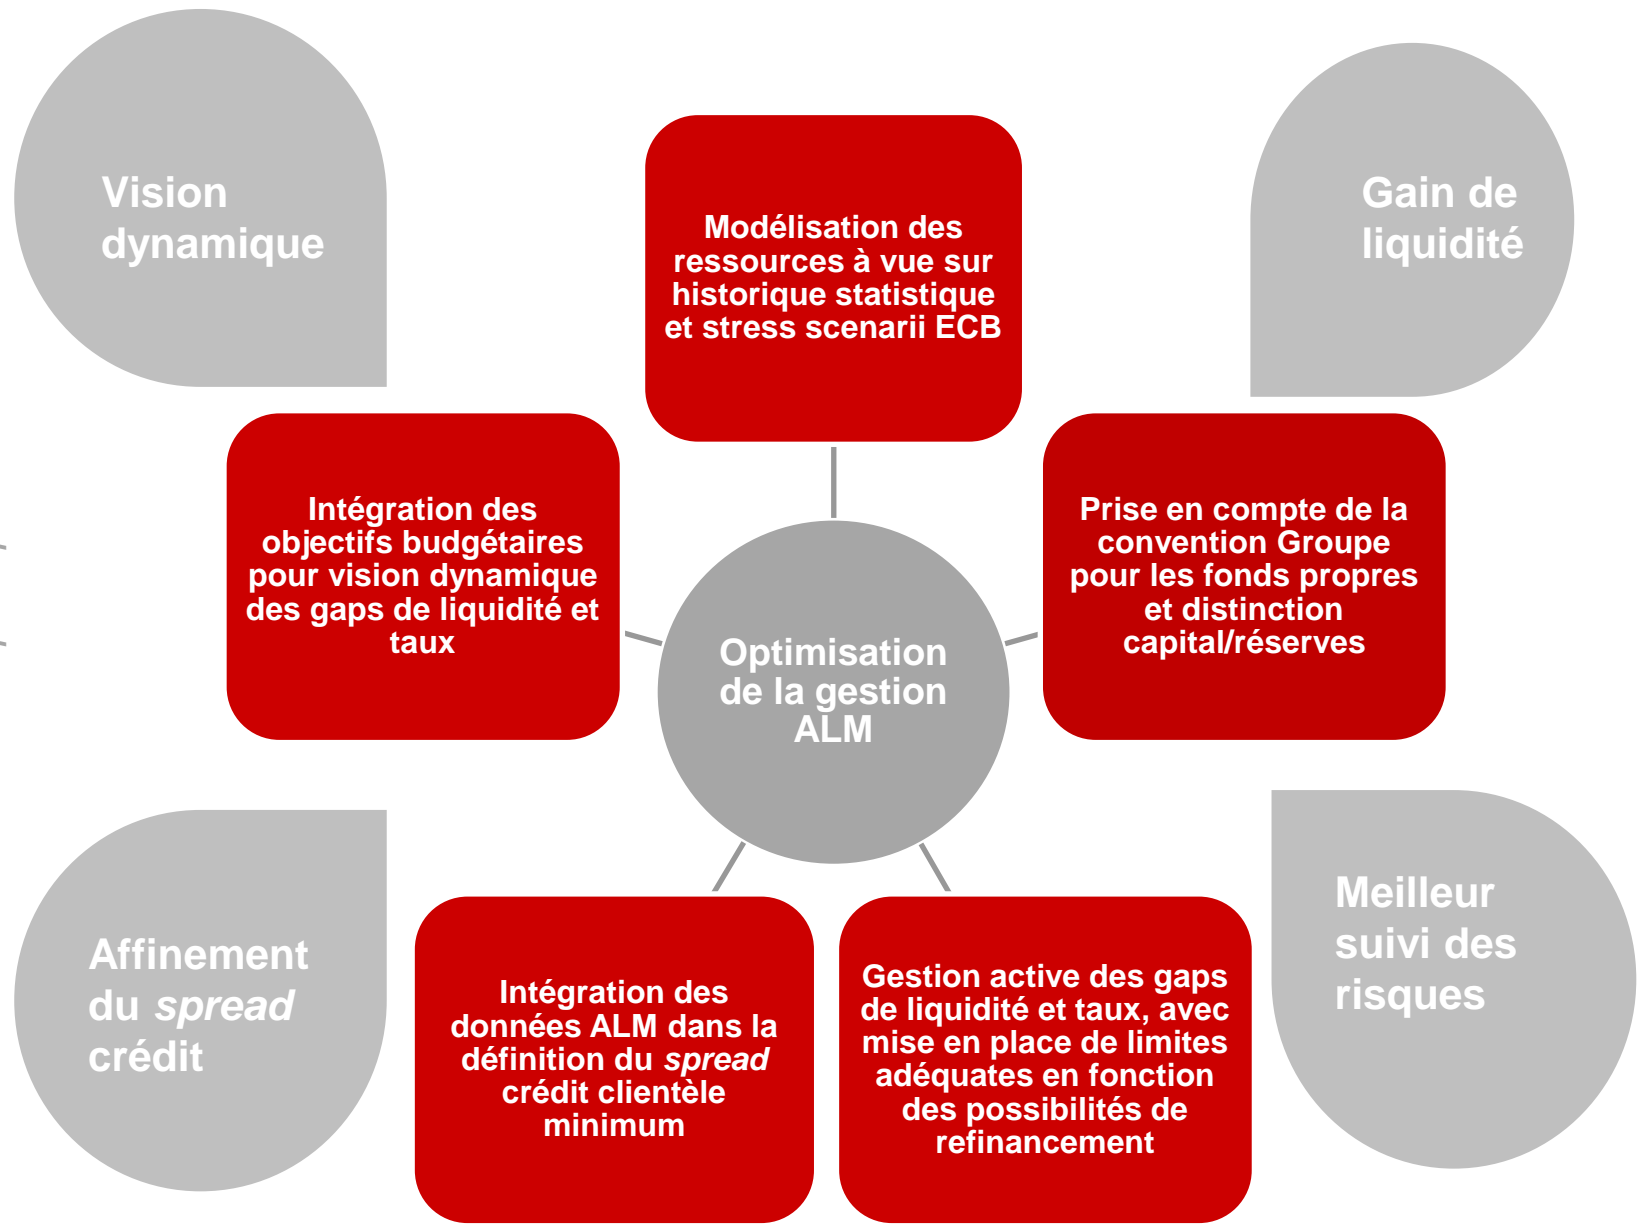 Vision
dynamique
Gain de
liquidité
Modélisation des
ressources à vue sur
historique statistique
et stress scenarii ECB
Intégration des
objectifs budgétaires
pour vision dynamique
des gaps de liquidité et
taux
Prise en compte de la
convention Groupe
pour les fonds propres
et distinction
capital/réserves
Optimisation
de la gestion
ALM
Affinement
du spread
crédit
Intégration des
données ALM dans la
définition du spread
crédit clientèle
minimum
Gestion active des gaps
de liquidité et taux, avec
mise en place de limites
adéquates en fonction
des possibilités de
refinancement
Meilleur
suivi des
risques